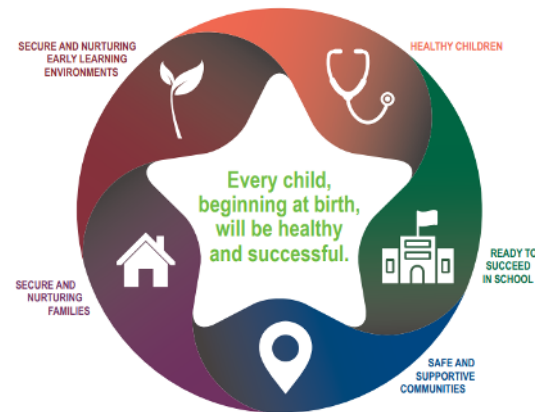 SECURE AND NURTURING
EARLY LEARNING
ENVIRONMENTS
HEALTHY CHILDREN
Every child,
beginning at birth,
will be healthy
and successful.
READY TO
SUCCEED
IN SCHOOL
SECURE AND
NURTURING
FAMILIES
SAFE AND
SUPPORTIVE
COMMUNITIES